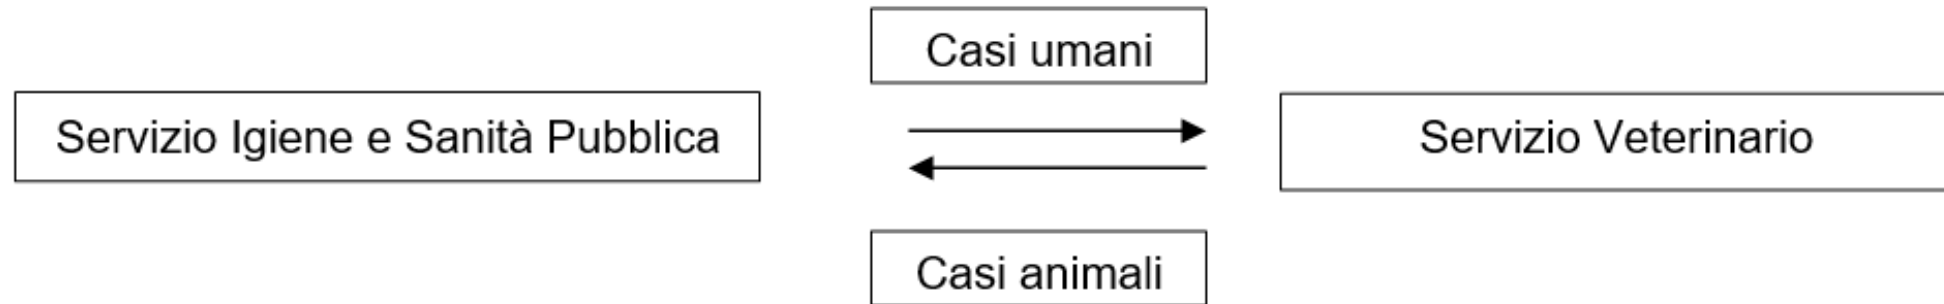 Casi umani
Servizio Igiene e Sanità Pubblica
Servizio Veterinario
Casi animali